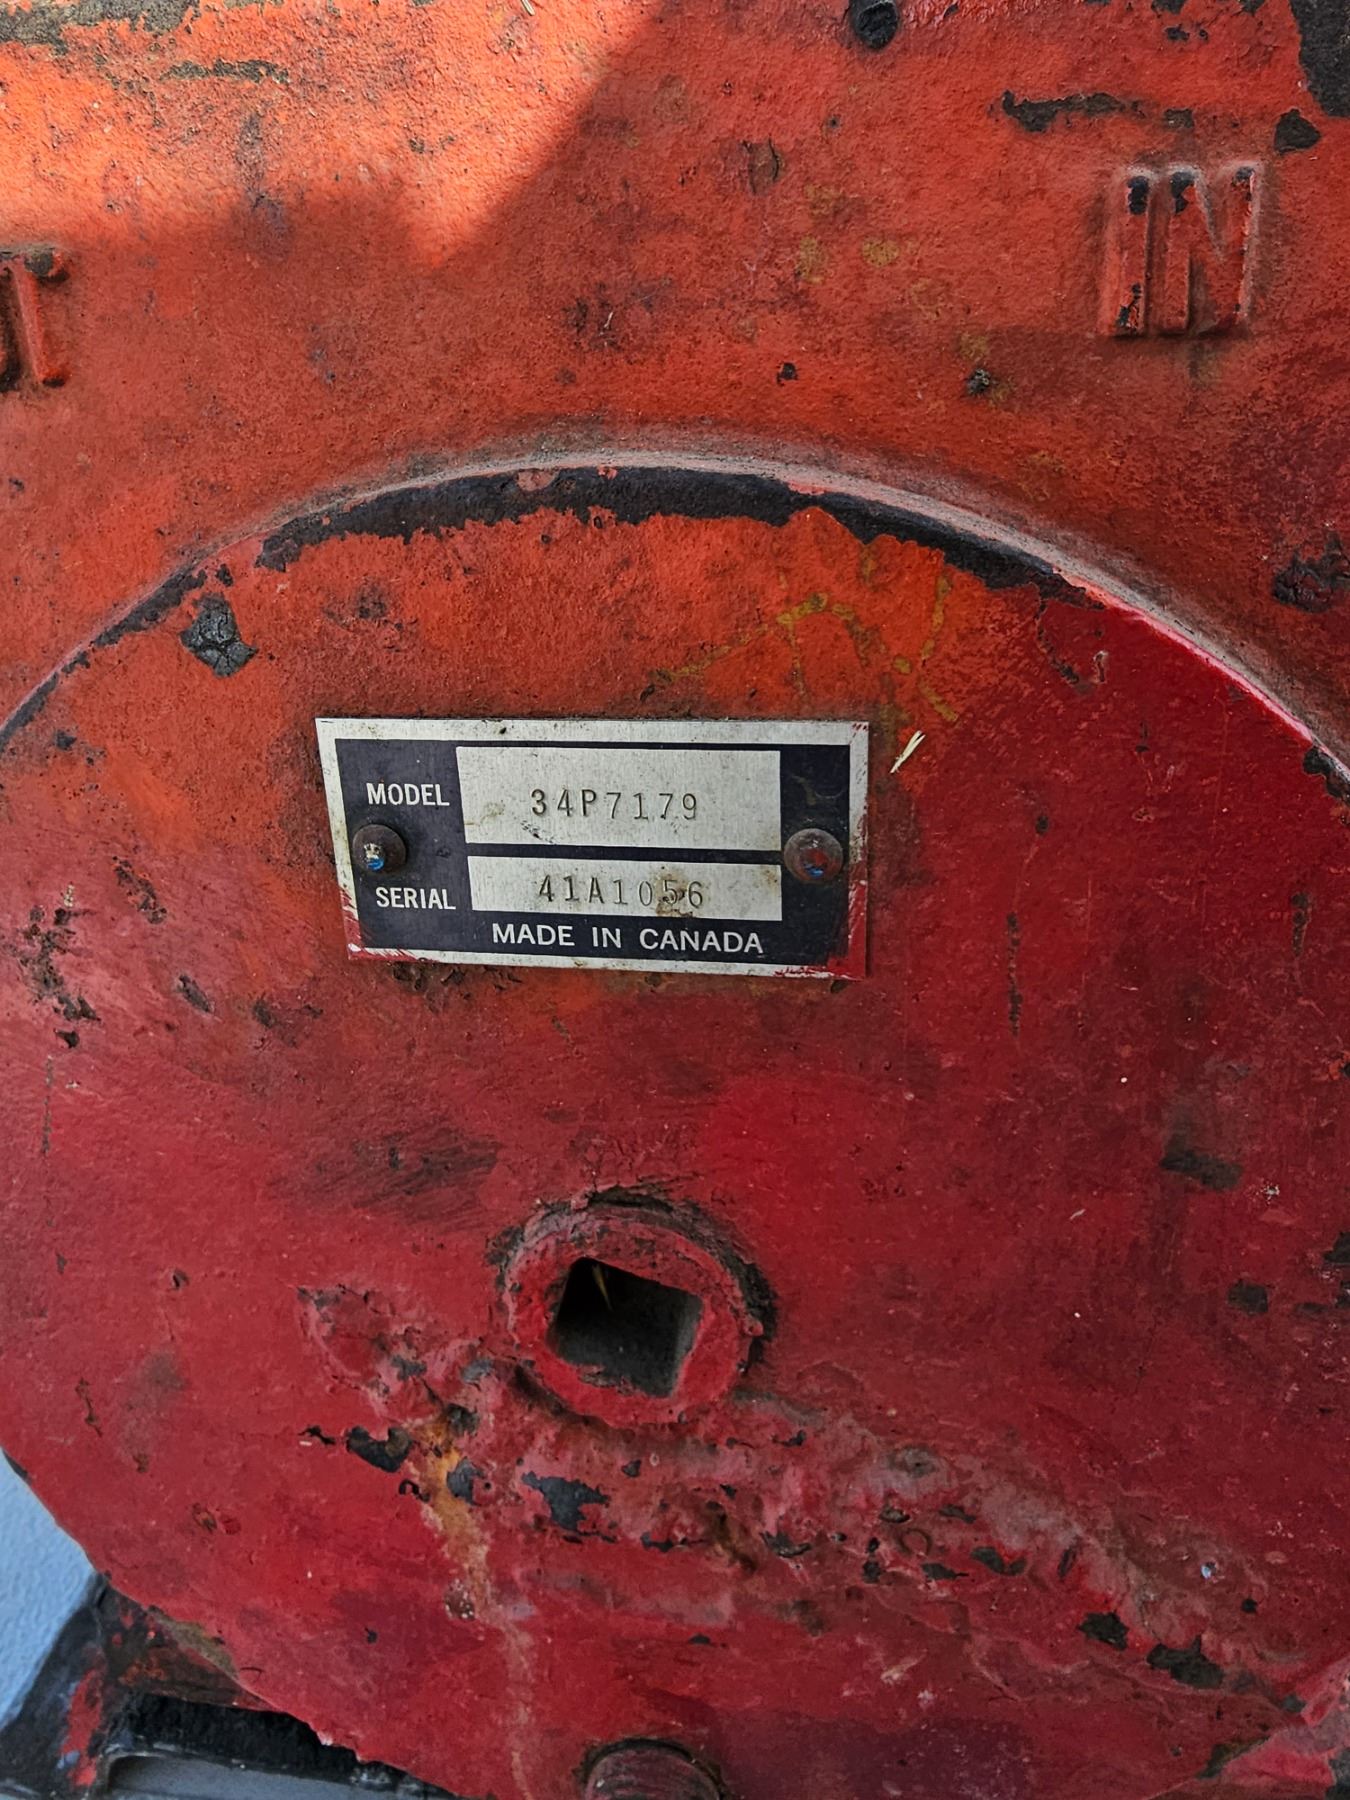 IN
MODEL 34P7179
SERIAL 41A1056
MADE IN CANADA